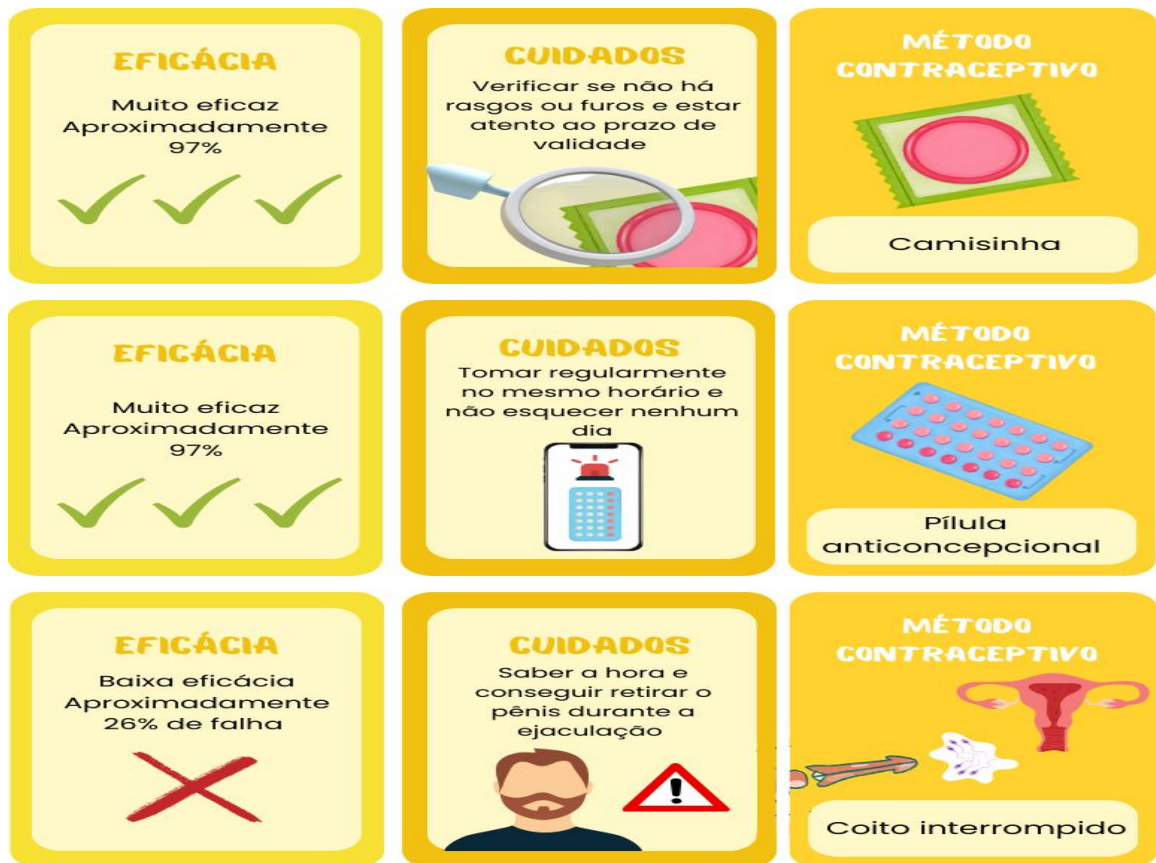 EFICÁCIA
Muito eficaz
Aproximadamente
97%
CUIDADOS
Verificar se não há
rasgos ou furos e estar
atento ao prazo de
validade
MÉTODO
CONTRACEPTIVO
Camisinha
EFICÁCIA
Muito eficaz
Aproximadamente
97%
CUIDADOS
Tomar regularmente
no mesmo horário e
não esquecer nenhum
dia
MÉTODO
CONTRACEPTIVO
Pílula
anticoncepcional
EFICÁCIA
Baixa eficácia
Aproximadamente
26% de falha
CUIDADOS
Saber a hora e
conseguir retirar o
pênis durante a
ejaculação
MÉTODO
CONTRACEPTIVO
Coito interrompido